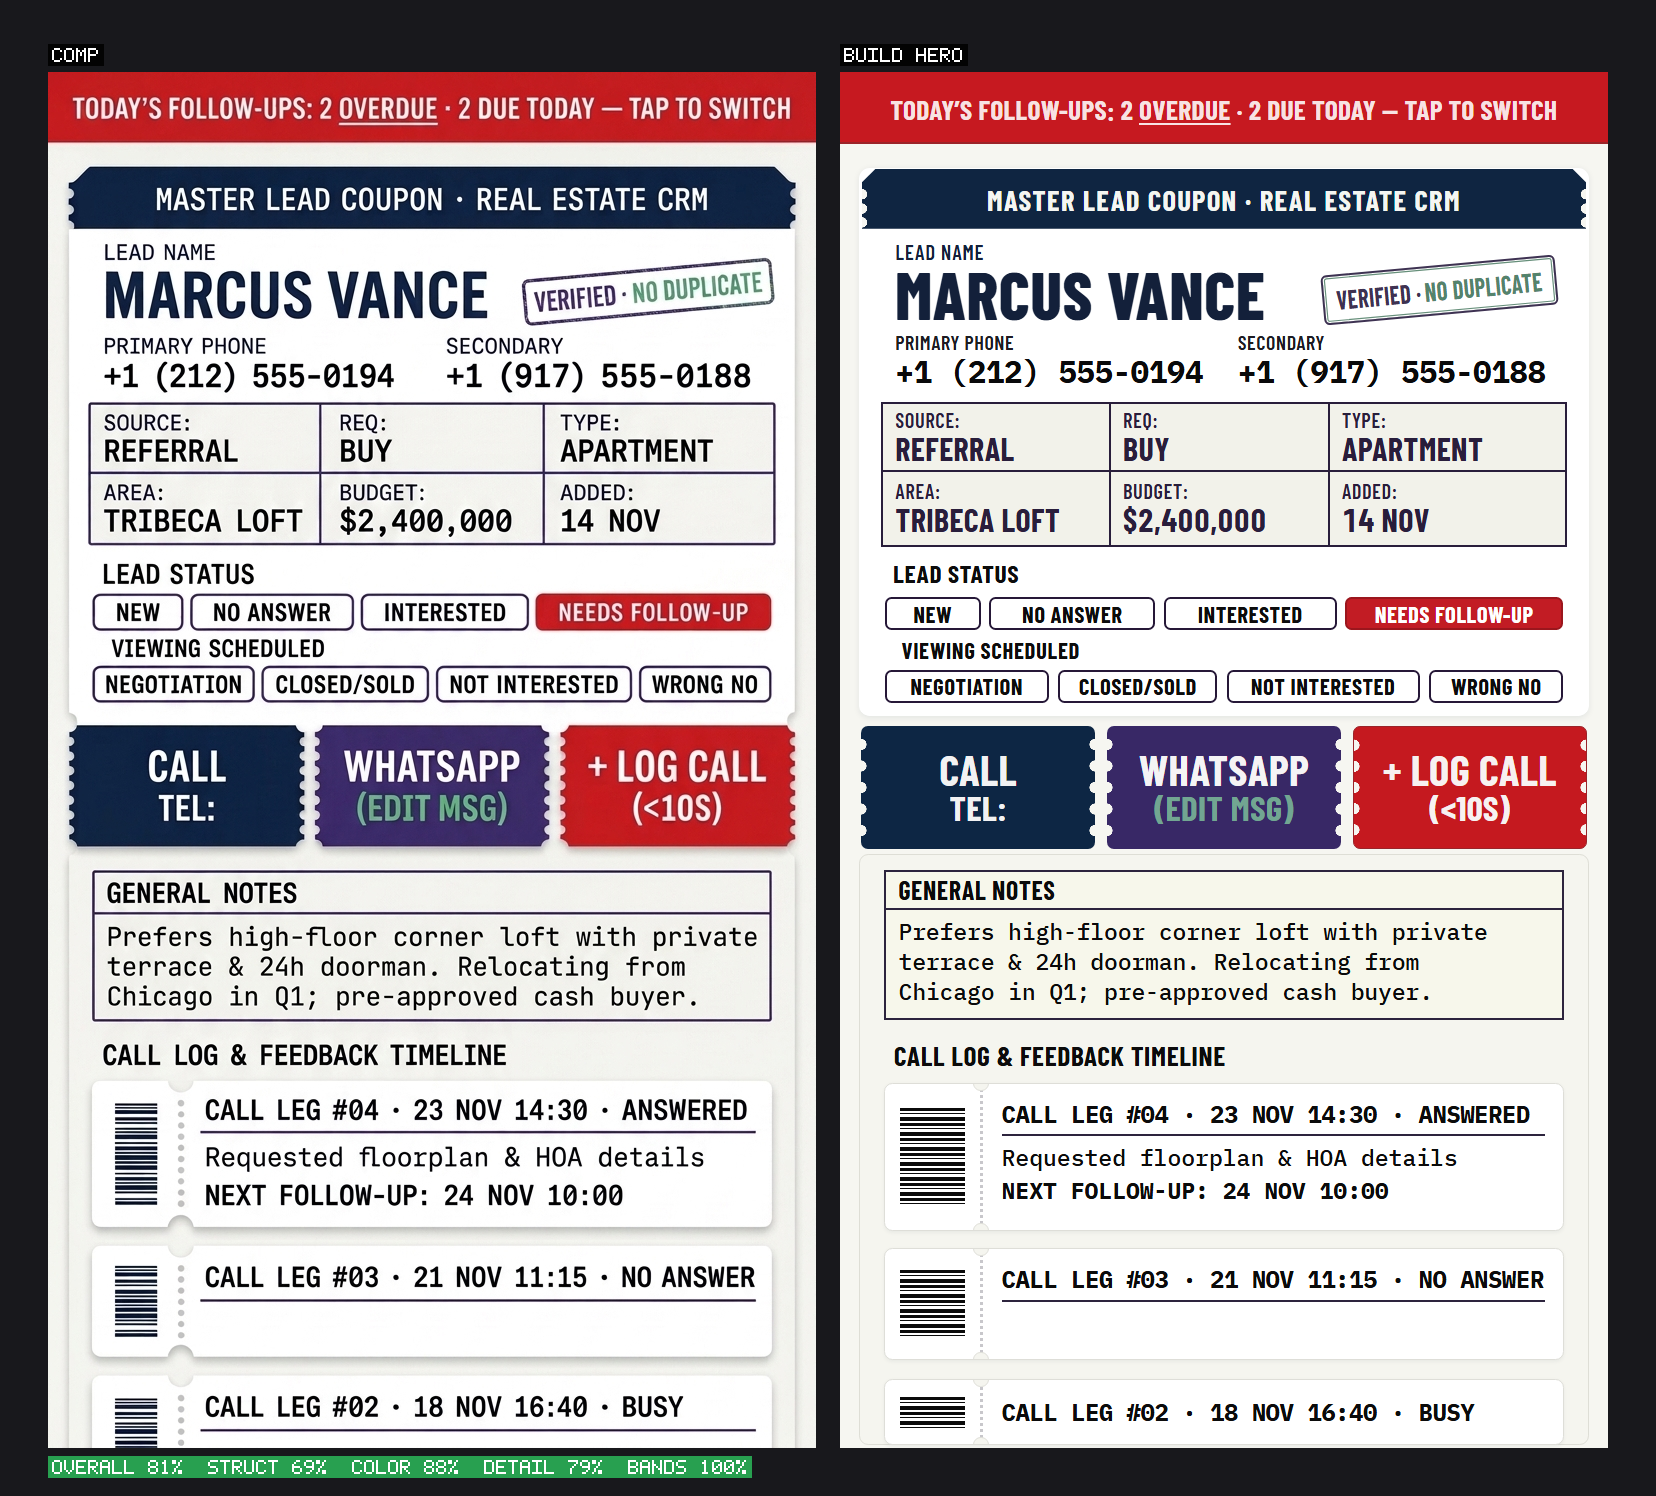 COMP
TODAY'S FOLLOW-UPS: 2 OVERDUE · 2 DUE TODAY — TAP TO SWITCH
MASTER LEAD COUPON · REAL ESTATE CRM
LEAD NAME
MARCUS VANCE
VERIFIED · NO DUPLICATE
PRIMARY PHONE SECONDARY
+1 (212) 555-0194 +1 (917) 555-0188
SOURCE: REQ: TYPE:
REFERRAL BUY APARTMENT
AREA: BUDGET: ADDED:
TRIBECA LOFT $2,400,000 14 NOV
LEAD STATUS
NEW NO ANSWER INTERESTED NEEDS FOLLOW-UP
VIEWING SCHEDULED
NEGOTIATION CLOSED/SOLD NOT INTERESTED WRONG NO
CALL WHATSAPP + LOG CALL
TEL: (EDIT MSG) (<10S)
GENERAL NOTES
Prefers high-floor corner loft with private
terrace & 24h doorman. Relocating from
Chicago in Q1; pre-approved cash buyer.
CALL LOG & FEEDBACK TIMELINE
CALL LEG #04 · 23 NOV 14:30 · ANSWERED
Requested floorplan & HOA details
NEXT FOLLOW-UP: 24 NOV 10:00
CALL LEG #03 · 21 NOV 11:15 · NO ANSWER
CALL LEG #02 · 18 NOV 16:40 · BUSY
BUILD HERO
TODAY'S FOLLOW-UPS: 2 OVERDUE · 2 DUE TODAY — TAP TO SWITCH
MASTER LEAD COUPON · REAL ESTATE CRM
LEAD NAME
MARCUS VANCE
VERIFIED · NO DUPLICATE
PRIMARY PHONE SECONDARY
+1 (212) 555-0194 +1 (917) 555-0188
SOURCE: REQ: TYPE:
REFERRAL BUY APARTMENT
AREA: BUDGET: ADDED:
TRIBECA LOFT $2,400,000 14 NOV
LEAD STATUS
NEW NO ANSWER INTERESTED NEEDS FOLLOW-UP
VIEWING SCHEDULED
NEGOTIATION CLOSED/SOLD NOT INTERESTED WRONG NO
CALL WHATSAPP + LOG CALL
TEL: (EDIT MSG) (<10S)
GENERAL NOTES
Prefers high-floor corner loft with private
terrace & 24h doorman. Relocating from
Chicago in Q1; pre-approved cash buyer.
CALL LOG & FEEDBACK TIMELINE
CALL LEG #04 · 23 NOV 14:30 · ANSWERED
Requested floorplan & HOA details
NEXT FOLLOW-UP: 24 NOV 10:00
CALL LEG #03 · 21 NOV 11:15 · NO ANSWER
CALL LEG #02 · 18 NOV 16:40 · BUSY
OVERALL 81% STRUCT 69% COLOR 88% DETAIL 79% BANDS 100%